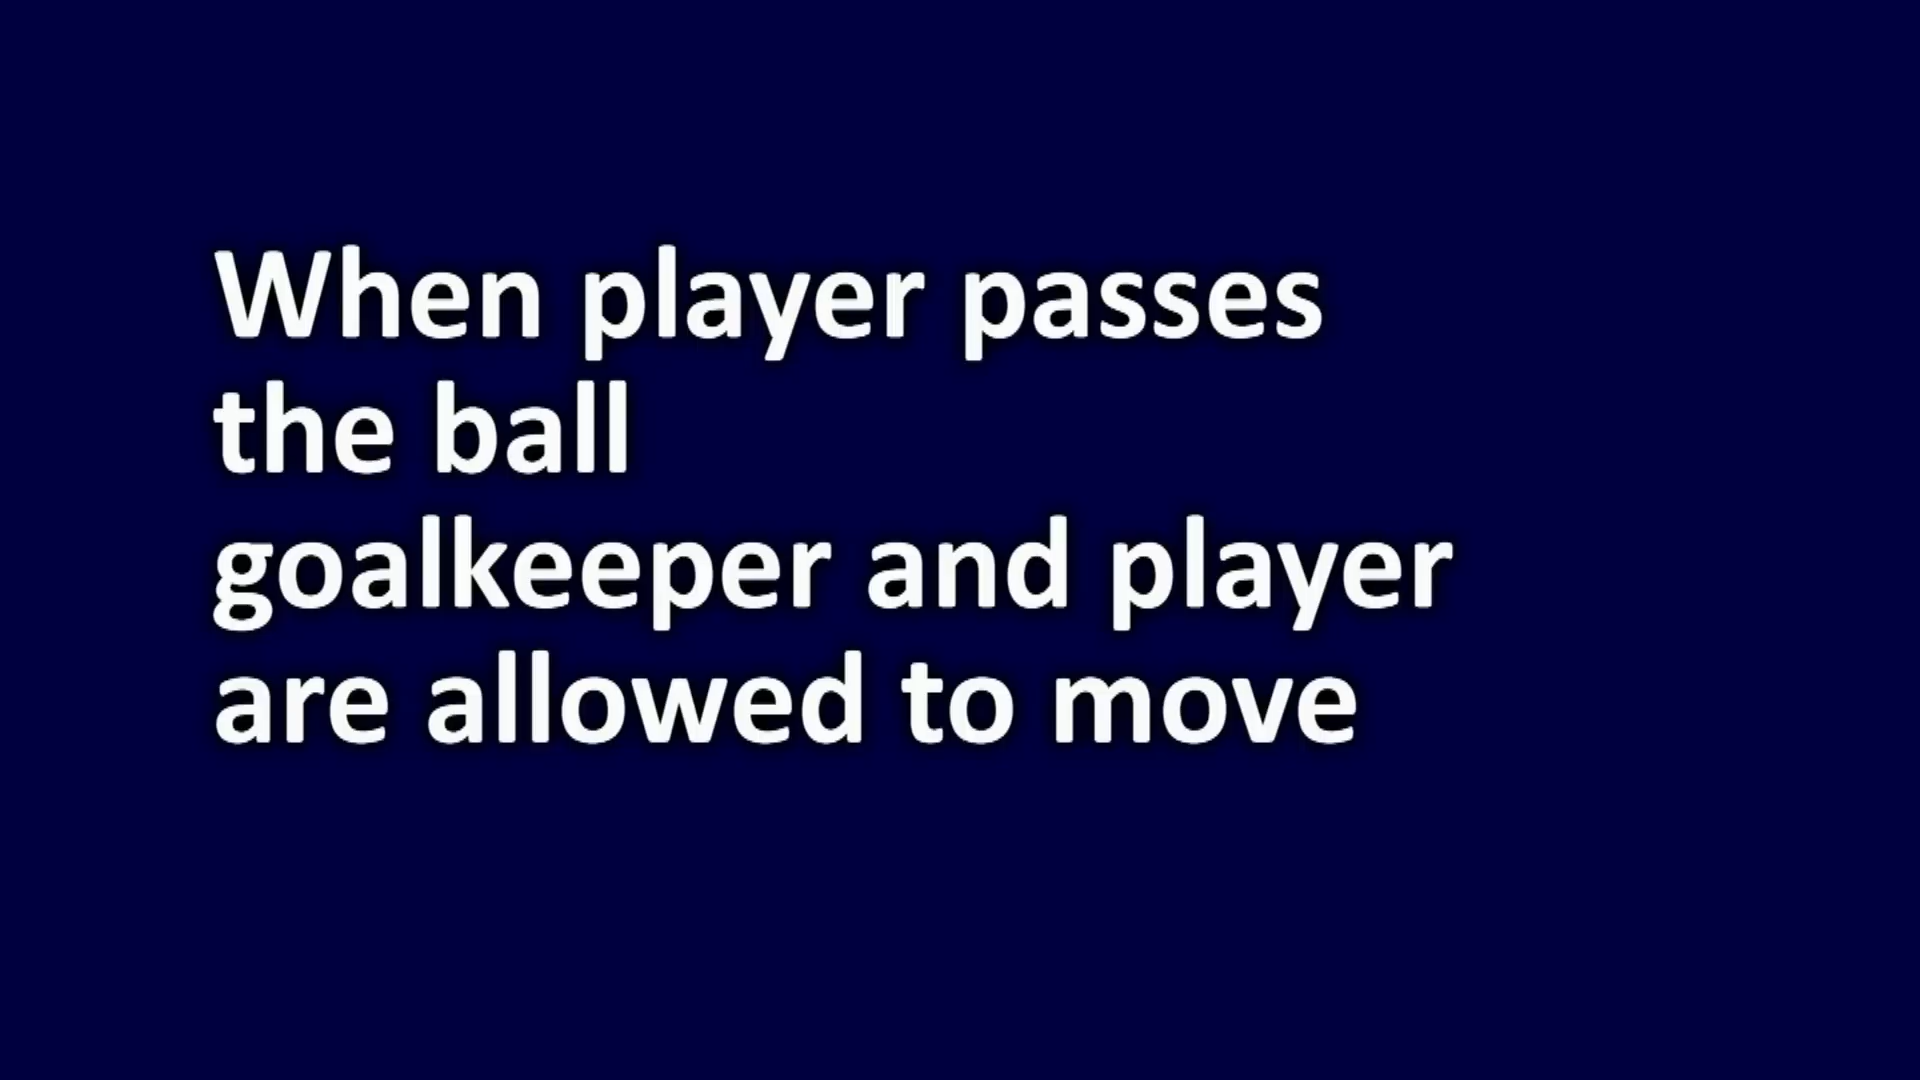 When player passes
the ball
goalkeeper and player
are allowed to move